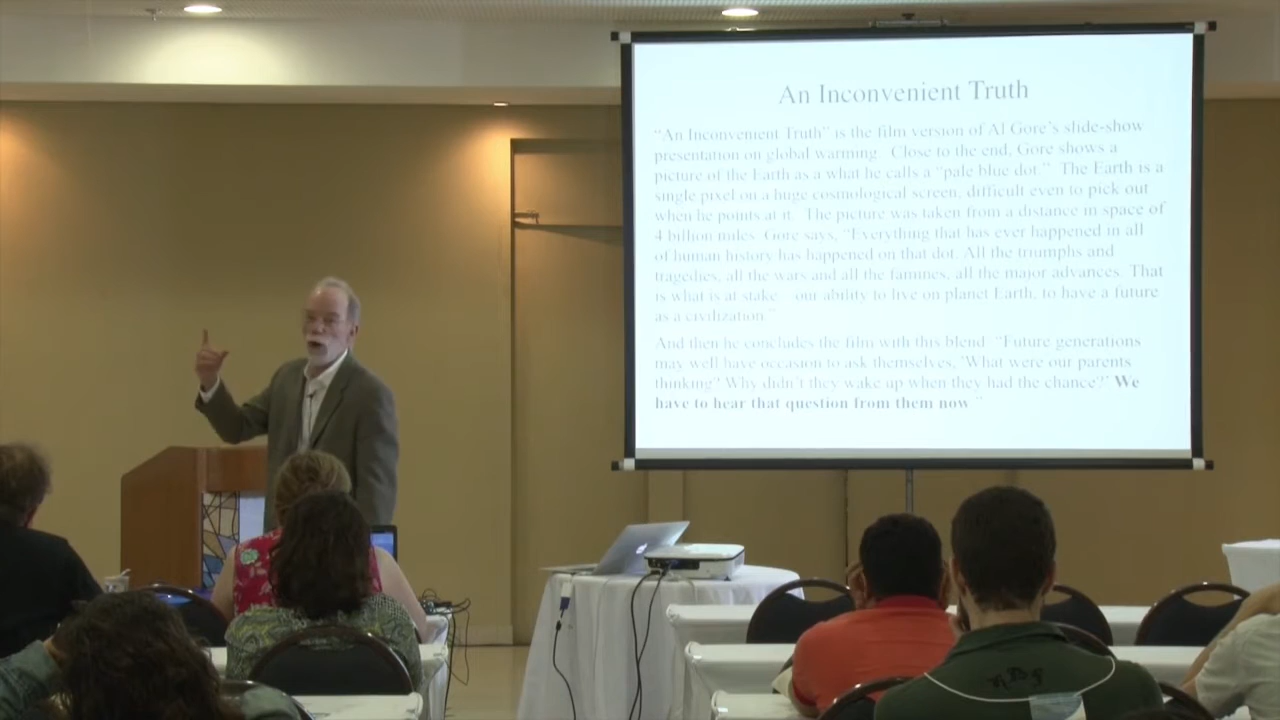 An Inconvenient Truth
“An Inconvenient Truth” is the film version of Al Gore’s slide-show
presentation on global warming. Close to the end, Gore shows a
picture of the Earth as a what he calls a “pale blue dot.” The Earth is a
single pixel on a huge cosmological screen, difficult even to pick out
when he points at it. The picture was taken from a distance in space of
4 billion miles. Gore says, “Everything that has ever happened in all
of human history has happened on that dot. All the triumphs and
tragedies, all the wars and all the famines, all the major advances. That
is what is at stake our ability to live on planet Earth, to have a future
as a civilization.”
And then he concludes the film with this blend “Future generations
may well have occasion to ask themselves, ‘What were our parents
thinking? Why didn’t they wake up when they had the chance?’ We
have to hear that question from them now.”